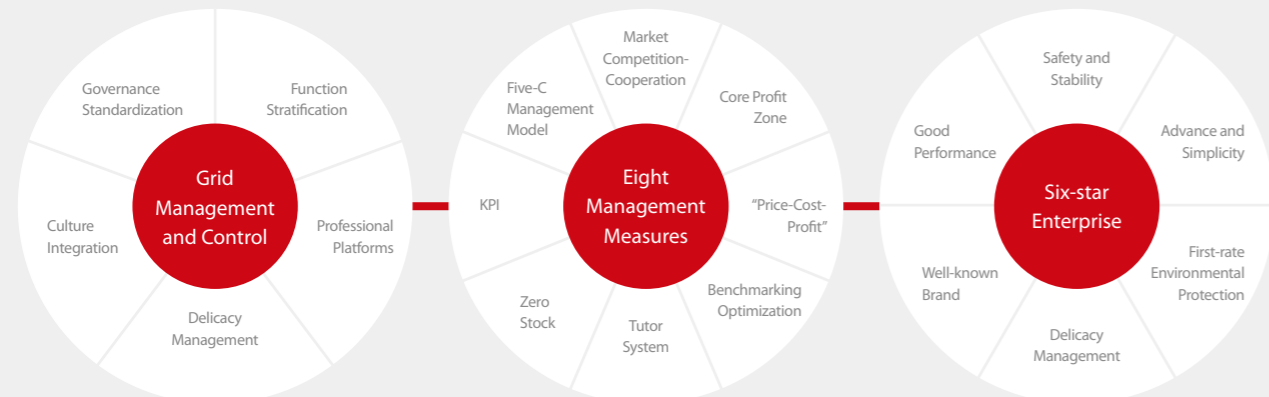 Governance
Standardization
Function
Stratification
Culture
Integration
Grid
Management
and Control
Professional
Platforms
Delicacy
Management
Market
Competition-
Cooperation
Five-C
Management
Model
Core Profit
Zone
KPI
Eight
Management
Measures
“Price-Cost-
Profit”
Zero
Stock
Tutor
System
Benchmarking
Optimization
Safety and
Stability
Good
Performance
Advance and
Simplicity
Six-star
Enterprise
Well-known
Brand
First-rate
Environmental
Protection
Delicacy
Management